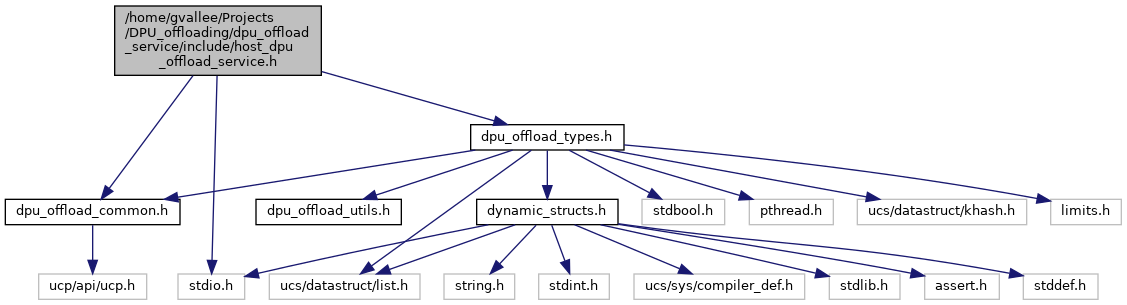 /home/gvallee/Projects
/DPU_offloading/dpu_offload
_service/include/host_dpu
_offload_service.h
dpu_offload_types.h
dpu_offload_common.h
dpu_offload_utils.h
dynamic_structs.h
stdbool.h
pthread.h
ucs/datastruct/khash.h
limits.h
ucp/api/ucp.h
stdio.h
ucs/datastruct/list.h
string.h
stdint.h
ucs/sys/compiler_def.h
stdlib.h
assert.h
stddef.h